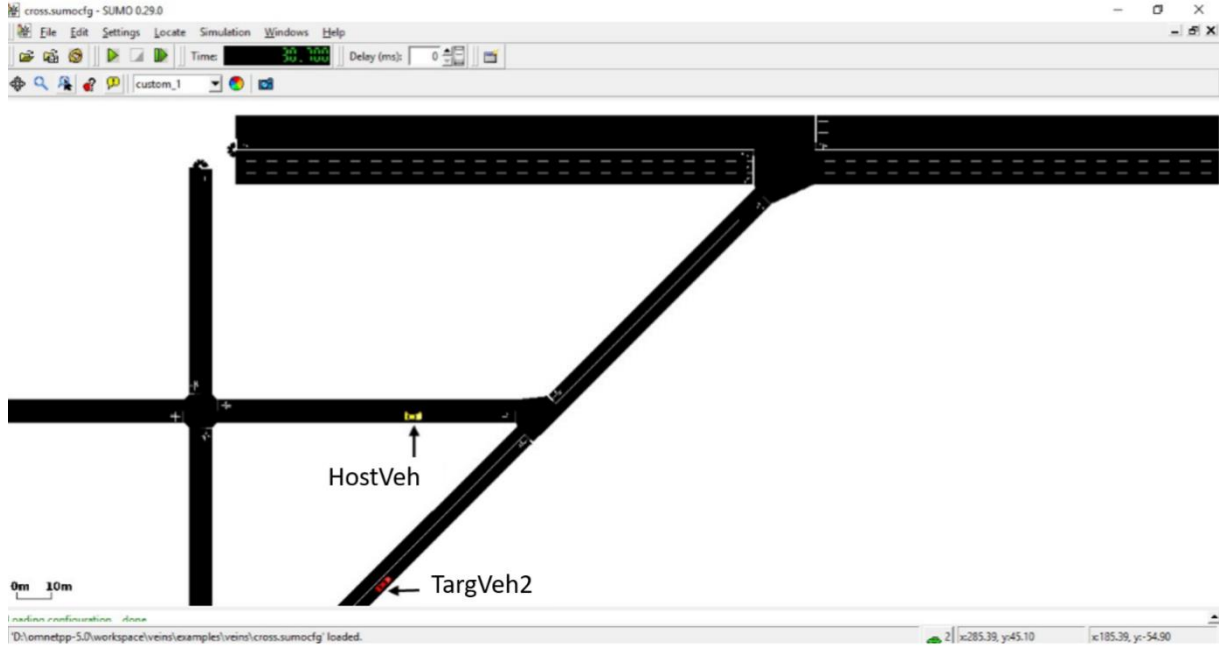 cross.sumocfg - SUMO 0.29.0
File Edit Settings Locate Simulation Windows Help
Time: 30.700 Delay (ms): 0
custom_1
HostVeh
TargVeh2
0m 10m
Loading configuration done
'D:\omnetpp-5.0\workspace\veins\examples\veins\cross.sumocfg' loaded.
2 x:285.39, y:45.10 x:185.39, y:-54.90